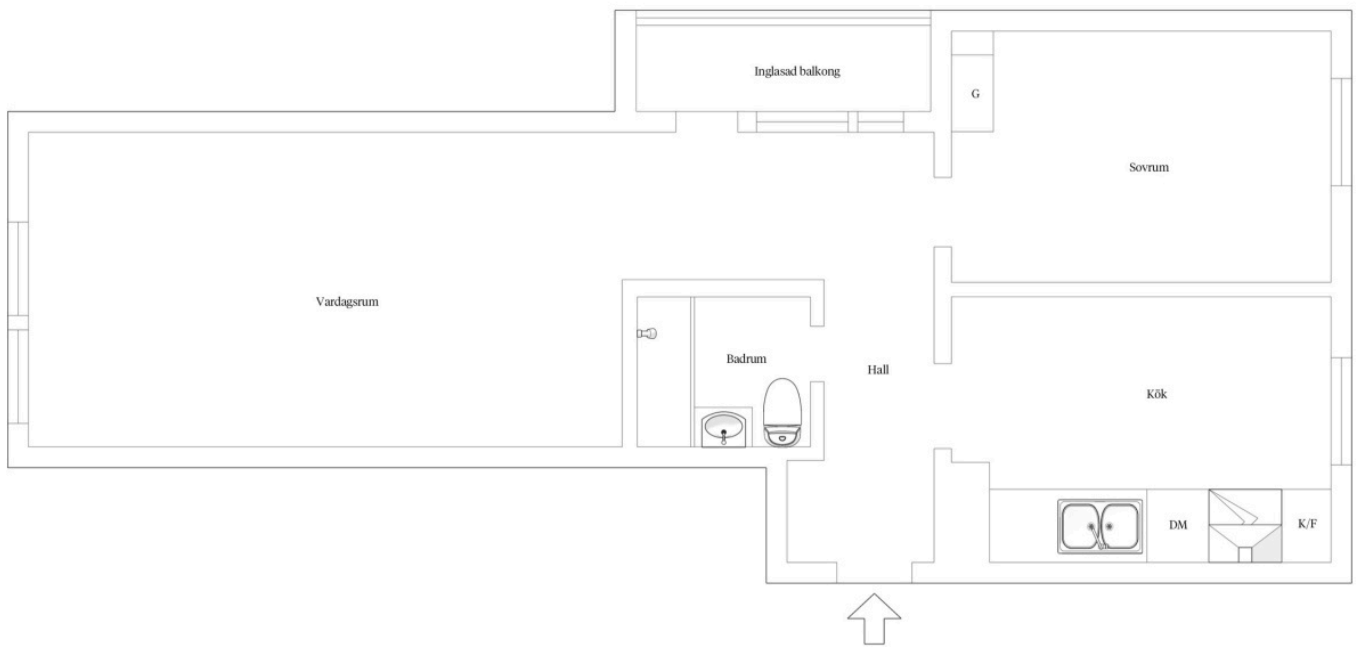 Inglasad balkong
G
Sovrum
Vardagsrum
Badrum
Hall
Kök
DM
K/F